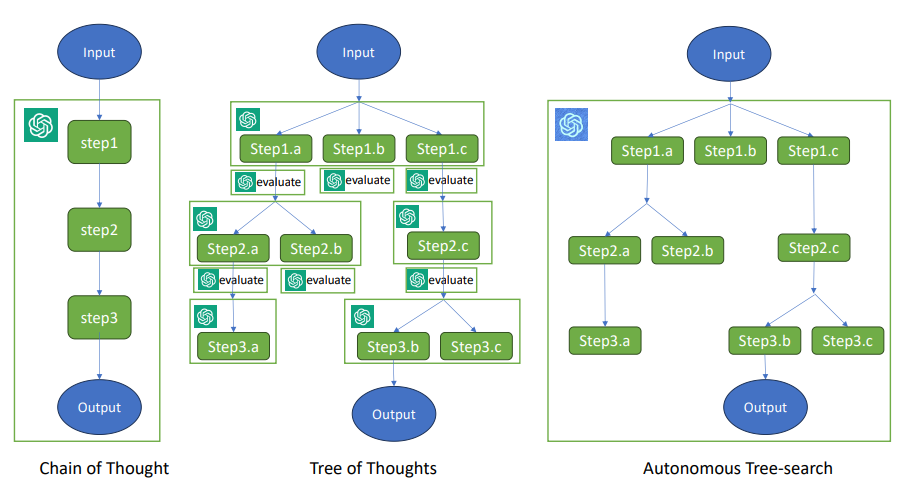 Input
step1
step2
step3
Output
Chain of Thought
Input
Step1.a
Step1.b
Step1.c
evaluate
evaluate
evaluate
Step2.a
Step2.b
Step2.c
evaluate
evaluate
evaluate
Step3.a
Step3.b
Step3.c
Output
Tree of Thoughts
Input
Step1.a
Step1.b
Step1.c
Step2.a
Step2.b
Step2.c
Step3.a
Step3.b
Step3.c
Output
Autonomous Tree-search